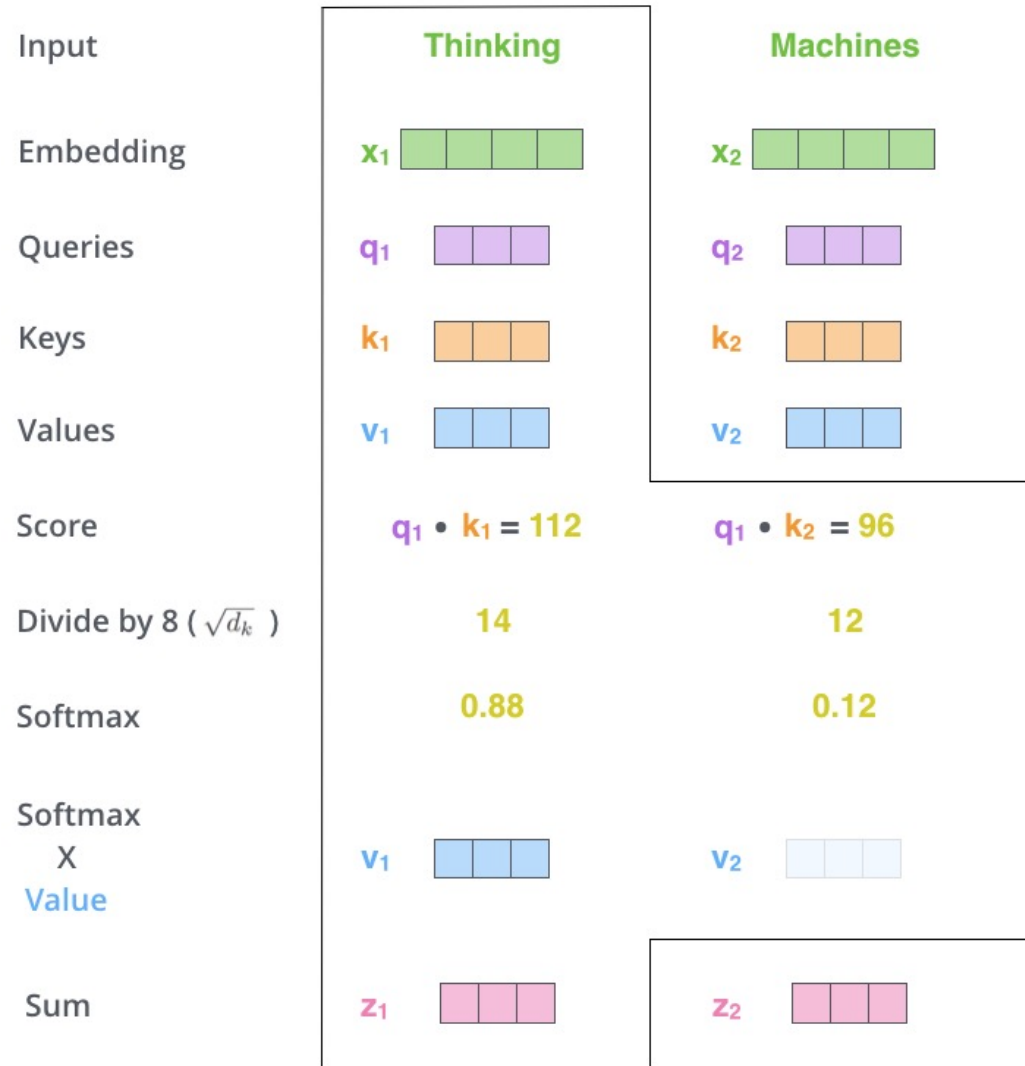 Input Thinking Machines
Embedding x₁ x₂
Queries q₁ q₂
Keys k₁ k₂
Values v₁ v₂
Score q₁ • k₁ = 112 q₁ • k₂ = 96
Divide by 8 ( √dₖ ) 14 12
Softmax 0.88 0.12
Softmax
X
Value
v₁ v₂
Sum z₁ z₂